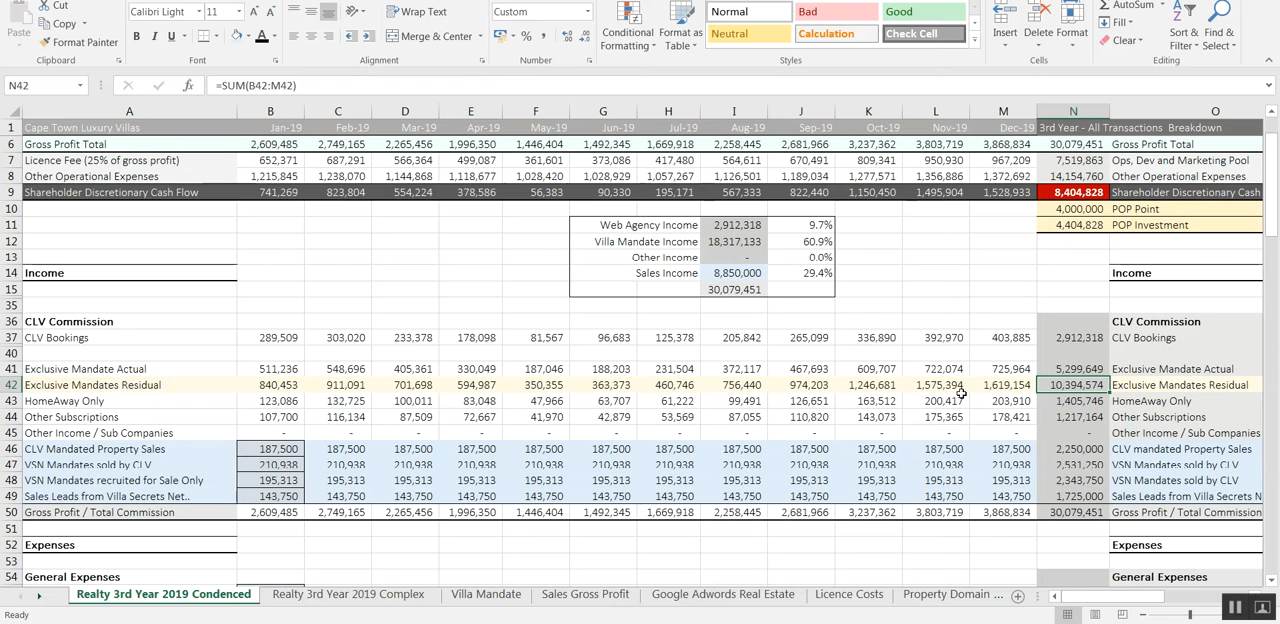 Cut
Copy
Paste
Format Painter
Clipboard
Calibri Light 11
B I U A
Font
Wrap Text
Merge & Center
Alignment
Custom
%
Number
Conditional Formatting
Format as Table
Normal Bad Good
Neutral Calculation Check Cell
Styles
Insert Delete Format
Cells
AutoSum
Fill
Clear
Sort & Filter
Find & Select
Editing
N42 fx =SUM(B42:M42)
A B C D E F G H I J K L M N O
1 Cape Town Luxury Villas Jan-19 Feb-19 Mar-19 Apr-19 May-19 Jun-19 Jul-19 Aug-19 Sep-19 Oct-19 Nov-19 Dec-19 3rd Year - All Transactions Breakdown
6 Gross Profit Total 2,609,485 2,749,165 2,265,456 1,996,350 1,446,404 1,492,345 1,669,918 2,258,445 2,681,966 3,237,362 3,803,719 3,868,834 30,079,451 Gross Profit Total
7 Licence Fee (25% of gross profit) 652,371 687,291 566,364 499,087 361,601 373,086 417,480 564,611 670,491 809,341 950,930 967,209 7,519,863 Ops, Dev and Marketing Pool
8 Other Operational Expenses 1,215,845 1,238,070 1,144,868 1,118,677 1,028,420 1,028,929 1,057,267 1,126,501 1,189,034 1,277,571 1,356,886 1,372,692 14,154,760 Other Operational Expenses
9 Shareholder Discretionary Cash Flow 741,269 823,804 554,224 378,586 56,383 90,330 195,171 567,333 822,440 1,150,450 1,495,904 1,528,933 8,404,828 Shareholder Discretionary Cash
10 4,000,000 POP Point
11 Web Agency Income 2,912,318 9.7% 4,404,828 POP Investment
12 Villa Mandate Income 18,317,133 60.9%
13 Other Income - 0.0%
14 Income Sales Income 8,850,000 29.4% Income
15 30,079,451
35
36 CLV Commission CLV Commission
37 CLV Bookings 289,509 303,020 233,378 178,098 81,567 96,683 125,378 205,842 265,099 336,890 392,970 403,885 2,912,318 CLV Bookings
40
41 Exclusive Mandate Actual 511,236 548,696 405,361 330,049 187,046 188,203 231,504 372,117 467,693 609,707 722,074 725,964 5,299,649 Exclusive Mandate Actual
42 Exclusive Mandates Residual 840,453 911,091 701,698 594,987 350,355 363,373 460,746 756,440 974,203 1,246,681 1,575,394 1,619,154 10,394,574 Exclusive Mandates Residual
43 HomeAway Only 123,086 132,725 100,011 83,048 47,966 63,707 61,222 99,491 126,651 163,512 200,417 203,910 1,405,746 HomeAway Only
44 Other Subscriptions 107,700 116,134 87,509 72,667 41,970 42,879 53,569 87,055 110,820 143,073 175,365 178,421 1,217,164 Other Subscriptions
45 Other Income / Sub Companies - - - - - - - - - - - - - Other Income / Sub Companies
46 CLV Mandated Property Sales 187,500 187,500 187,500 187,500 187,500 187,500 187,500 187,500 187,500 187,500 187,500 187,500 2,250,000 CLV mandated Property Sales
47 VSN Mandates sold by CLV 210,938 210,938 210,938 210,938 210,938 210,938 210,938 210,938 210,938 210,938 210,938 210,938 2,531,250 VSN Mandates sold by CLV
48 VSN Mandates recruited for Sale Only 195,313 195,313 195,313 195,313 195,313 195,313 195,313 195,313 195,313 195,313 195,313 195,313 2,343,750 VSN Mandates sold by CLV
49 Sales Leads from Villa Secrets Net.. 143,750 143,750 143,750 143,750 143,750 143,750 143,750 143,750 143,750 143,750 143,750 143,750 1,725,000 Sales Leads from Villa Secrets N
50 Gross Profit / Total Commission 2,609,485 2,749,165 2,265,456 1,996,350 1,446,404 1,492,345 1,669,918 2,258,445 2,681,966 3,237,362 3,803,719 3,868,834 30,079,451 Gross Profit / Total Commission
51
52 Expenses Expenses
53
54 General Expenses General Expenses
Realty 3rd Year 2019 Condensed Realty 3rd Year 2019 Complex Villa Mandate Sales Gross Profit Google Adwords Real Estate Licence Costs Property Domain ...
Ready